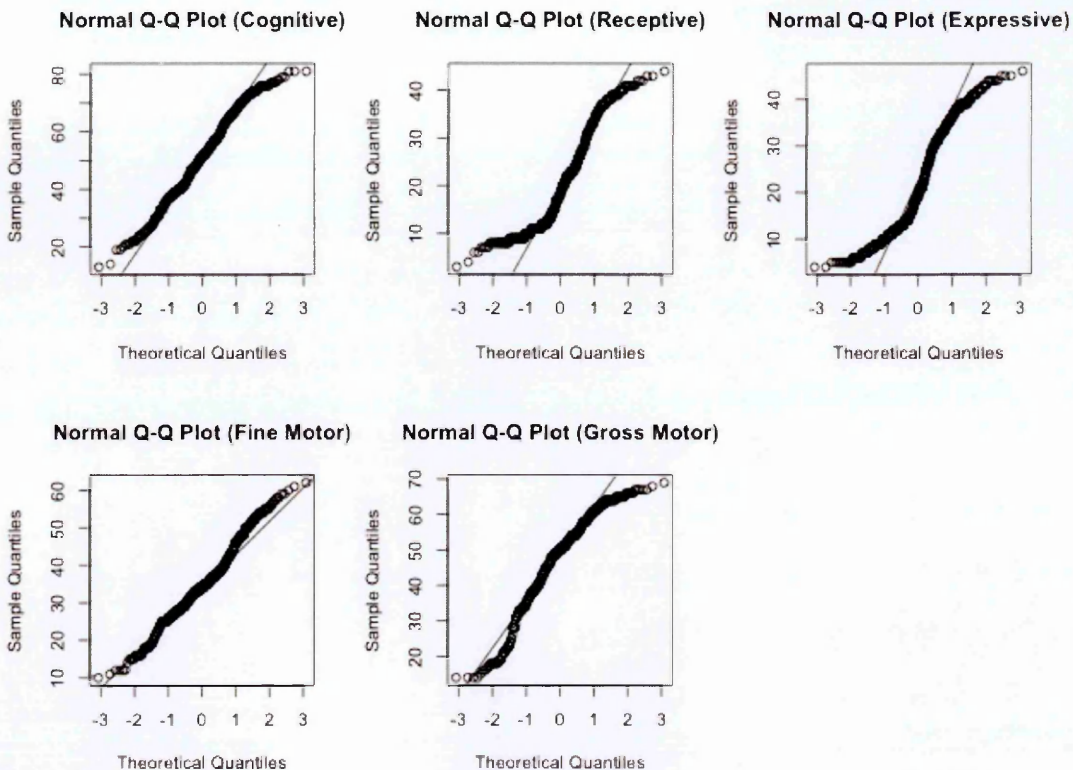 Normal Q-Q Plot (Cognitive)
Sample Quantiles
20 40 60 80
-3 -2 -1 0 1 2 3
Theoretical Quantiles
Normal Q-Q Plot (Receptive)
Sample Quantiles
10 20 30 40
-3 -2 -1 0 1 2 3
Theoretical Quantiles
Normal Q-Q Plot (Expressive)
Sample Quantiles
10 20 30 40
-3 -2 -1 0 1 2 3
Theoretical Quantiles
Normal Q-Q Plot (Fine Motor)
Sample Quantiles
10 20 30 40 50 60
-3 -2 -1 0 1 2 3
Theoretical Quantiles
Normal Q-Q Plot (Gross Motor)
Sample Quantiles
20 30 40 50 60 70
-3 -2 -1 0 1 2 3
Theoretical Quantiles